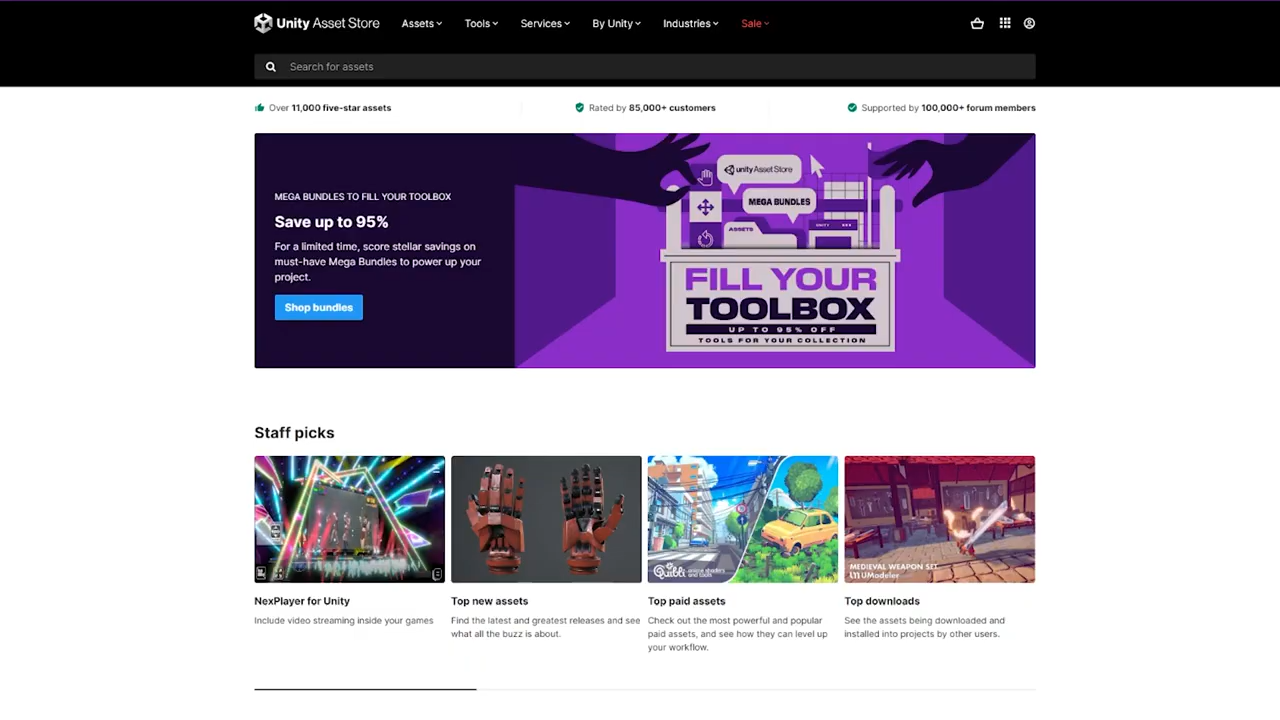 Unity Asset Store
Assets
Tools
Services
By Unity
Industries
Sale
Search for assets
Over 11,000 five-star assets
Rated by 85,000+ customers
Supported by 100,000+ forum members
MEGA BUNDLES TO FILL YOUR TOOLBOX
Save up to 95%
For a limited time, score stellar savings on
must-have Mega Bundles to power up your
project.
Shop bundles
unity Asset Store
MEGA BUNDLES
ASSETS
UNITY
FILL YOUR
TOOLBOX
UP TO 95% OFF
TOOLS FOR YOUR COLLECTION
Staff picks
Quibli anime shaders
and tools
MEDIEVAL WEAPON SET
UModeler
NexPlayer for Unity
Include video streaming inside your games
Top new assets
Find the latest and greatest releases and see
what all the buzz is about.
Top paid assets
Check out the most powerful and popular
paid assets, and see how they can level up
your workflow.
Top downloads
See the assets being downloaded and
installed into projects by other users.